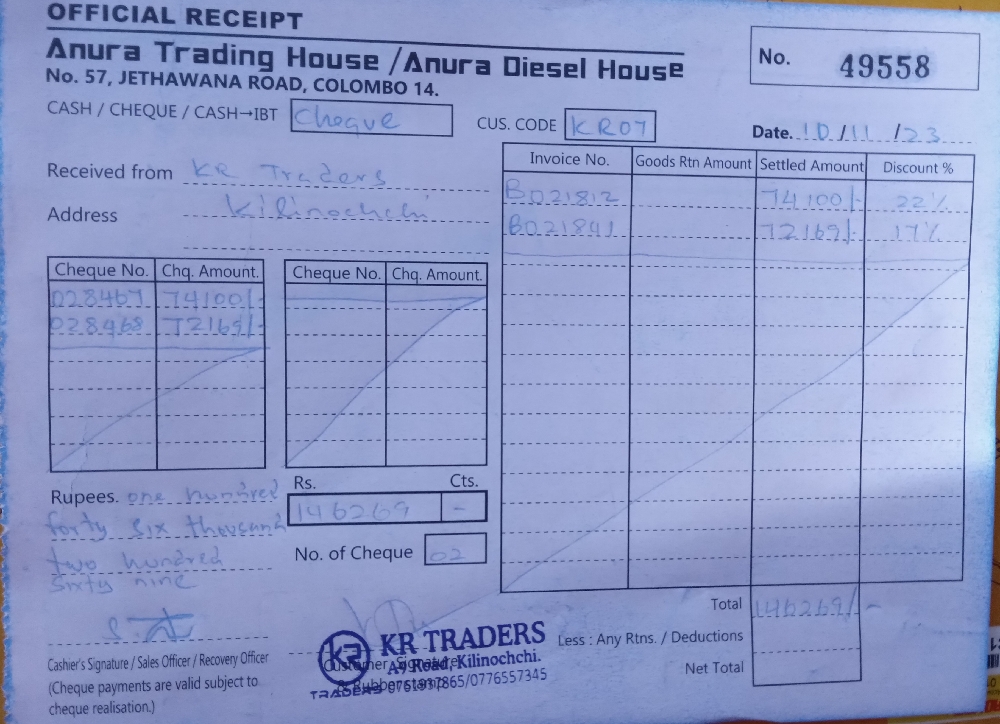 OFFICIAL RECEIPT
Anura Trading House / Anura Diesel House
No. 57, JETHAWANA ROAD, COLOMBO 14.
No. 49558
CASH / CHEQUE / CASH→IBT Cheque
CUS. CODE KR07
Date. 10/11/23
Received from KR Traders
Address Kilinochchi
Invoice No. Goods Rtn Amount Settled Amount Discount %
B021812 74100/- 22%
B021841 72169/- 17%
Cheque No. Chq. Amount. Cheque No. Chq. Amount.
028467 74100/-
028468 72169/-
Rupees. one hundred
forty six thousand
two hundred
sixty nine
Rs. Cts.
146269 -
No. of Cheque 02
Total 146269/-
Less : Any Rtns. / Deductions
Net Total
Cashier's Signature / Sales Officer / Recovery Officer
(Cheque payments are valid subject to
cheque realisation.)
Customer Signature
& Rubber stamp
KR TRADERS
A9 Road, Kilinochchi.
TRADERS 0761937865/0776557345